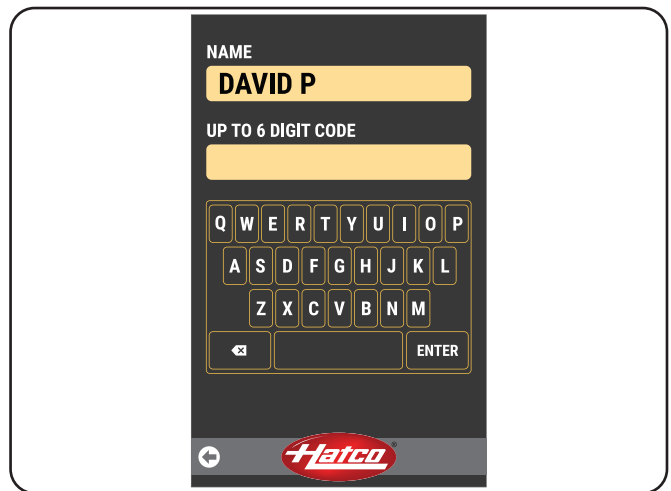 NAME
DAVID P
UP TO 6 DIGIT CODE
Q W E R T Y U I O P
A S D F G H J K L
Z X C V B N M
ENTER
Hatco®